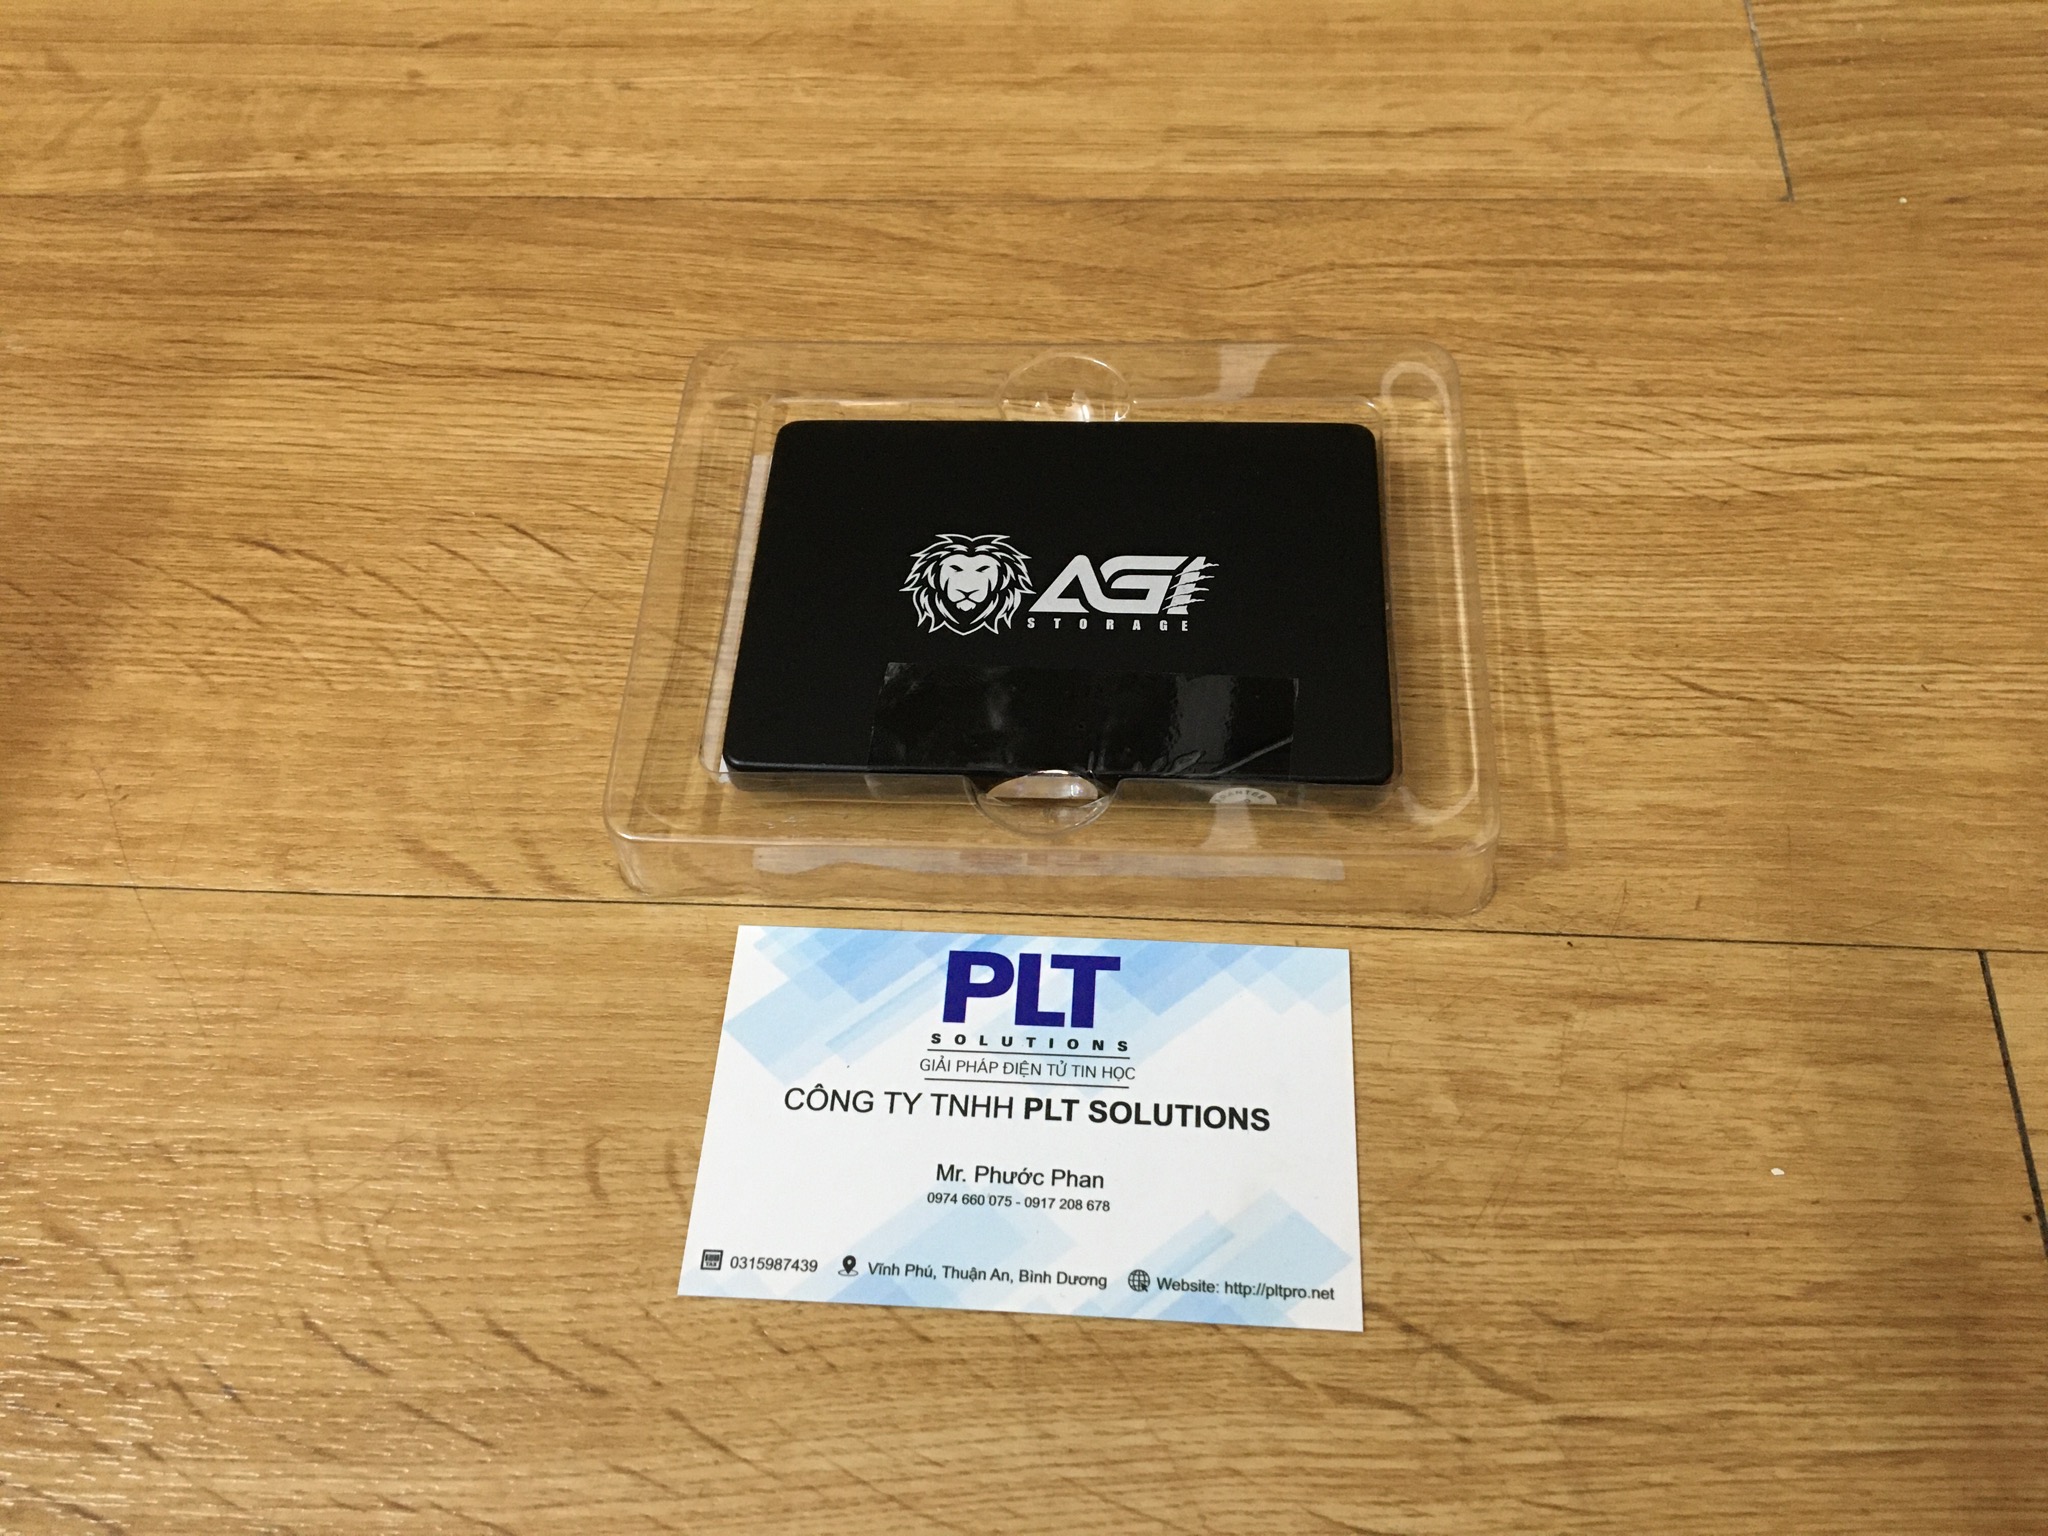 AGI
STORAGE
PLT
SOLUTIONS
GIẢI PHÁP ĐIỆN TỬ TIN HỌC
CÔNG TY TNHH PLT SOLUTIONS
Mr. Phước Phan
0974 660 075 - 0917 208 678
0315987439
Vĩnh Phú, Thuận An, Bình Dương
Website: http://pltpro.net